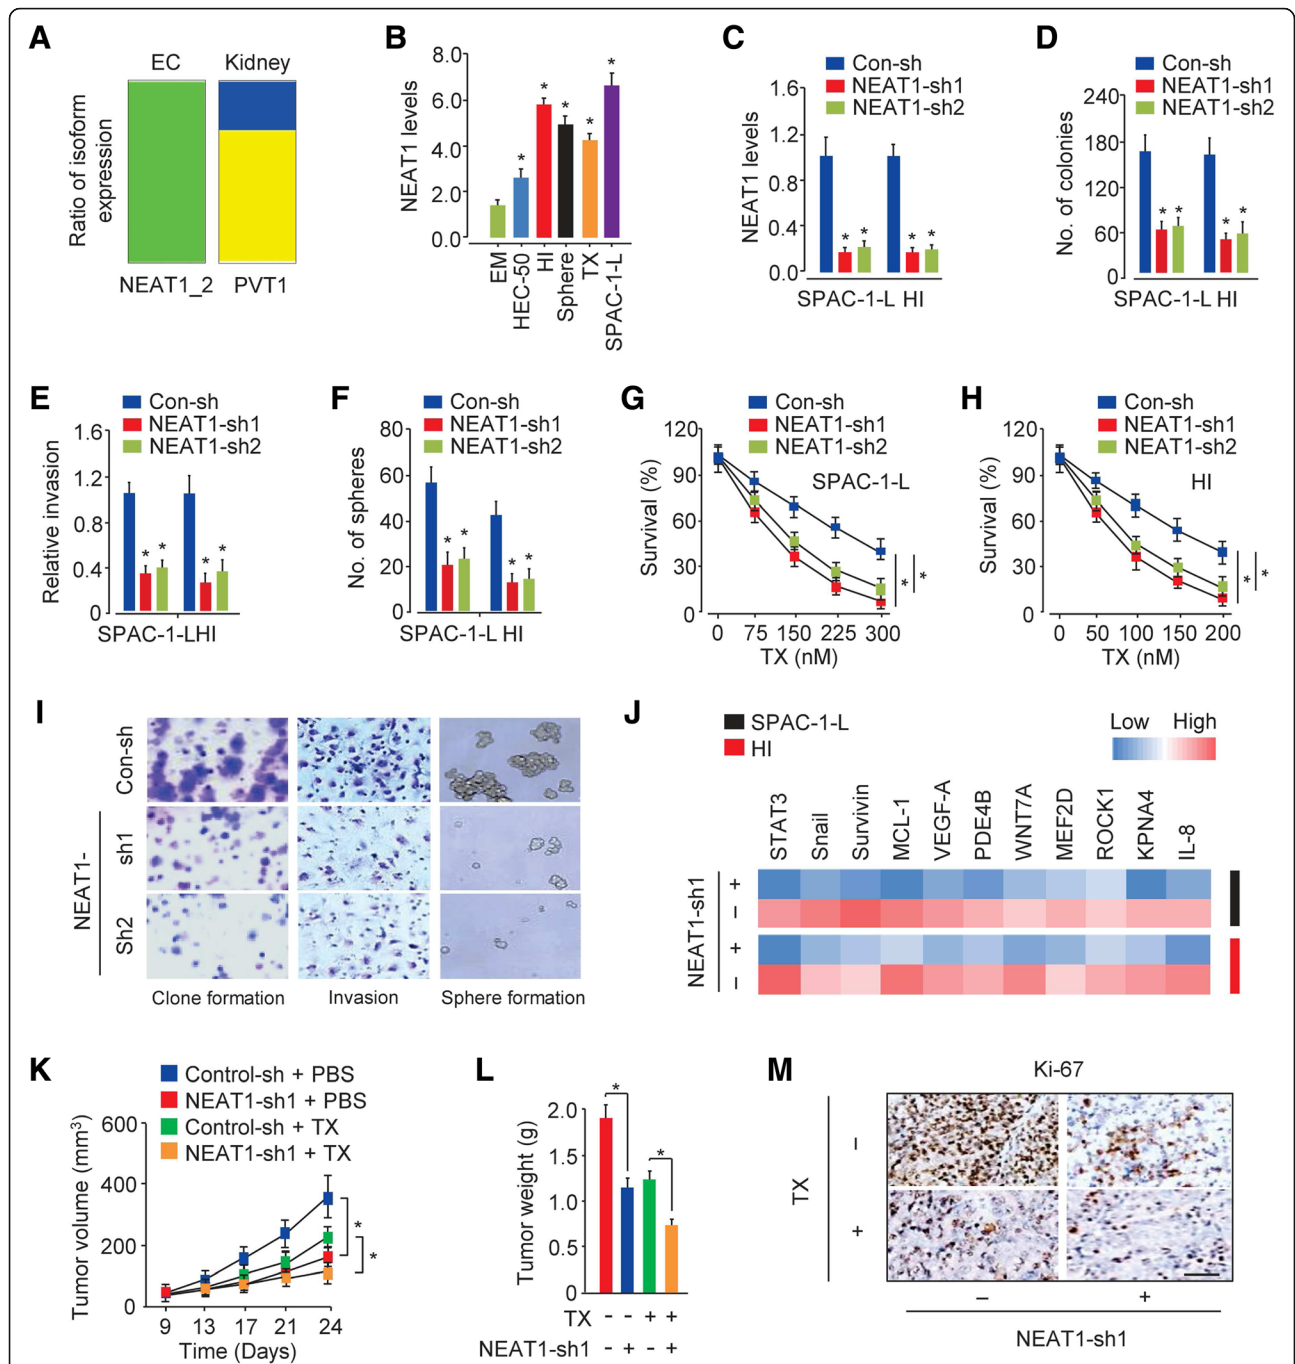 A
EC Kidney
Ratio of isoform
expression
NEAT1_2 PVT1
B
NEAT1 levels
8.0
6.0
4.0
2.0
0.0
* * * * *
EM
HEC-50
HI
Sphere
TX
SPAC-1-L
C
Con-sh
NEAT1-sh1
NEAT1-sh2
NEAT1 levels
1.6
1.2
0.8
0.4
0.0
* * * *
SPAC-1-L HI
D
Con-sh
NEAT1-sh1
NEAT1-sh2
No. of colonies
240
180
120
60
0
* * * *
SPAC-1-L HI
E
Con-sh
NEAT1-sh1
NEAT1-sh2
Relative invasion
1.6
1.2
0.8
0.4
0
* * * *
SPAC-1-LHI
F
Con-sh
NEAT1-sh1
NEAT1-sh2
No. of spheres
80
60
40
20
0
* * * *
SPAC-1-L HI
G
Con-sh
NEAT1-sh1
NEAT1-sh2
SPAC-1-L
Survival (%)
120
90
60
30
0
* *
0 75 150 225 300
TX (nM)
H
Con-sh
NEAT1-sh1
NEAT1-sh2
HI
Survival (%)
120
90
60
30
0
* *
0 50 100 150 200
TX (nM)
I
Con-sh
NEAT1-
sh1
Sh2
Clone formation Invasion Sphere formation
J
SPAC-1-L
HI
Low High
STAT3
Snail
Survivin
MCL-1
VEGF-A
PDE4B
WNT7A
MEF2D
ROCK1
KPNA4
IL-8
NEAT1-sh1
+
–
+
–
K
Control-sh + PBS
NEAT1-sh1 + PBS
Control-sh + TX
NEAT1-sh1 + TX
Tumor volume (mm³)
600
400
200
0
* *
9 13 17 21 24
Time (Days)
L
Tumor weight (g)
2.0
1.5
1.0
0.5
0
* *
TX - - + +
NEAT1-sh1 - + - +
M
Ki-67
TX
–
+
– +
NEAT1-sh1